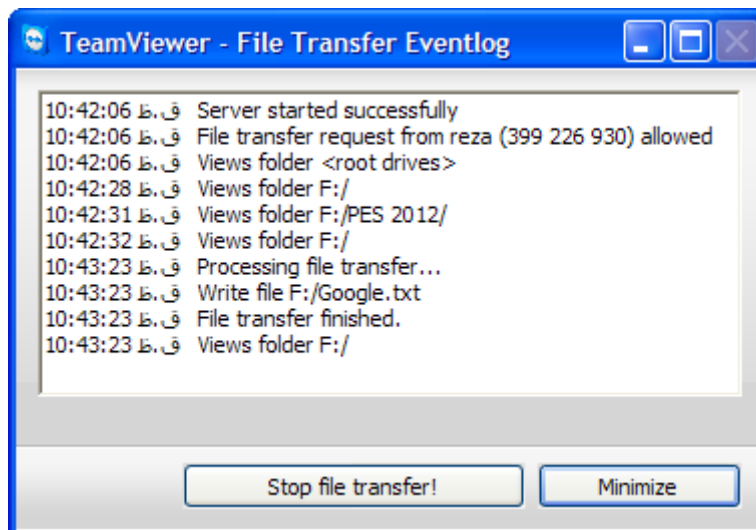 TeamViewer - File Transfer Eventlog
10:42:06 ق.ظ Server started successfully
10:42:06 ق.ظ File transfer request from reza (399 226 930) allowed
10:42:06 ق.ظ Views folder <root drives>
10:42:28 ق.ظ Views folder F:/
10:42:31 ق.ظ Views folder F:/PES 2012/
10:42:32 ق.ظ Views folder F:/
10:43:23 ق.ظ Processing file transfer...
10:43:23 ق.ظ Write file F:/Google.txt
10:43:23 ق.ظ File transfer finished.
10:43:23 ق.ظ Views folder F:/
Stop file transfer! Minimize